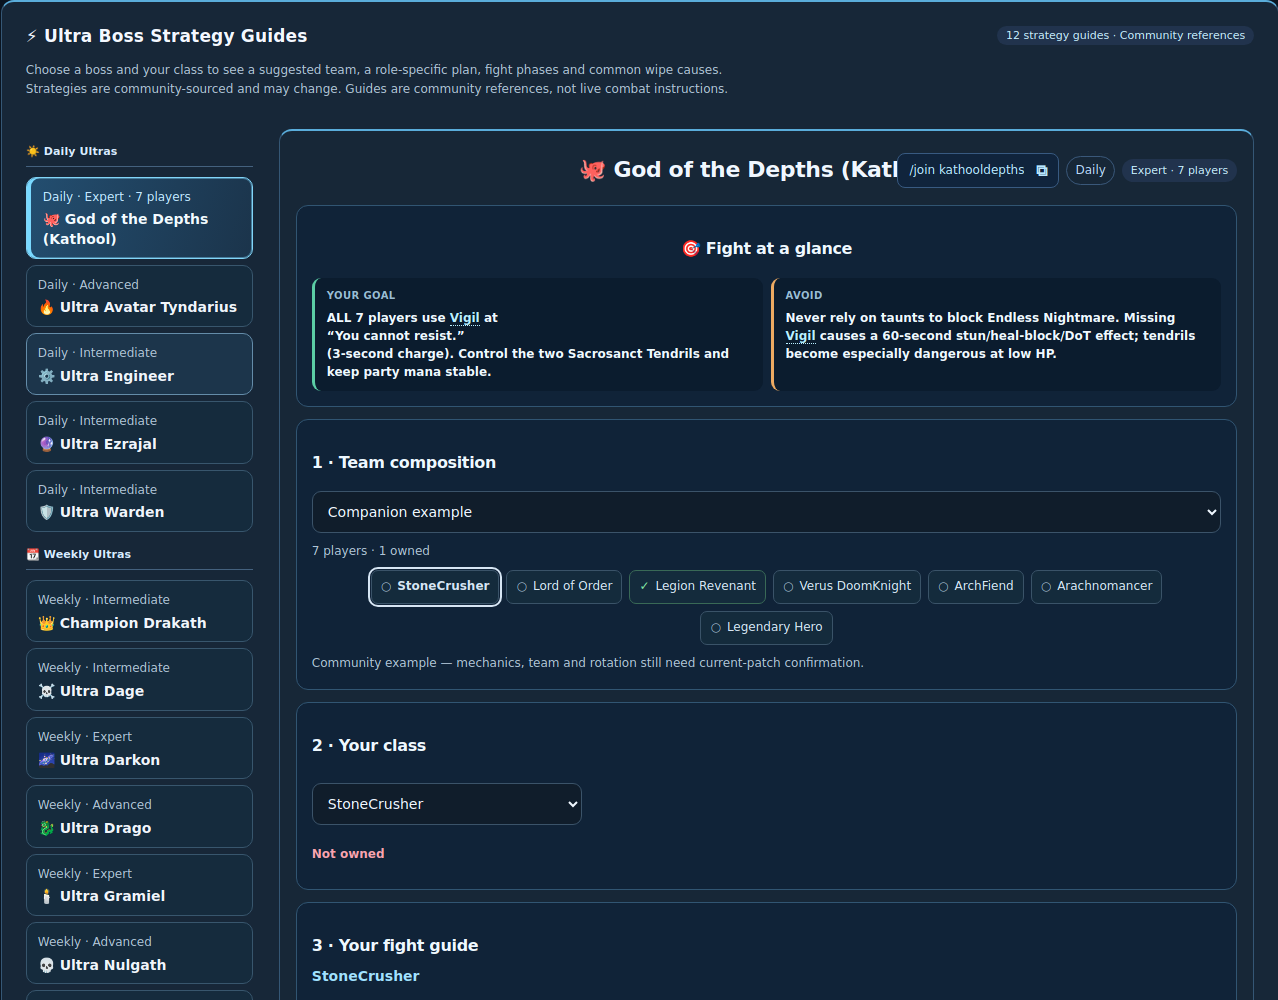 ⚡ Ultra Boss Strategy Guides
12 strategy guides · Community references
Choose a boss and your class to see a suggested team, a role-specific plan, fight phases and common wipe causes.
Strategies are community-sourced and may change. Guides are community references, not live combat instructions.
☀️ Daily Ultras
Daily · Expert · 7 players
🐙 God of the Depths
(Kathool)
Daily · Advanced
🔥 Ultra Avatar Tyndarius
Daily · Intermediate
⚙️ Ultra Engineer
Daily · Intermediate
🔮 Ultra Ezrajal
Daily · Intermediate
🛡️ Ultra Warden
📆 Weekly Ultras
Weekly · Intermediate
👑 Champion Drakath
Weekly · Intermediate
☠️ Ultra Dage
Weekly · Expert
🌌 Ultra Darkon
Weekly · Advanced
🐉 Ultra Drago
Weekly · Expert
🕯️ Ultra Gramiel
Weekly · Advanced
💀 Ultra Nulgath
🐙 God of the Depths (Kath
/join kathooldepths ⧉
Daily
Expert · 7 players
🎯 Fight at a glance
YOUR GOAL
ALL 7 players use Vigil at
“You cannot resist.”
(3-second charge). Control the two Sacrosanct Tendrils and
keep party mana stable.
AVOID
Never rely on taunts to block Endless Nightmare. Missing
Vigil causes a 60-second stun/heal-block/DoT effect; tendrils
become especially dangerous at low HP.
1 · Team composition
Companion example
7 players · 1 owned
○ StoneCrusher
○ Lord of Order
✓ Legion Revenant
○ Verus DoomKnight
○ ArchFiend
○ Arachnomancer
○ Legendary Hero
Community example — mechanics, team and rotation still need current-patch confirmation.
2 · Your class
StoneCrusher
Not owned
3 · Your fight guide
StoneCrusher